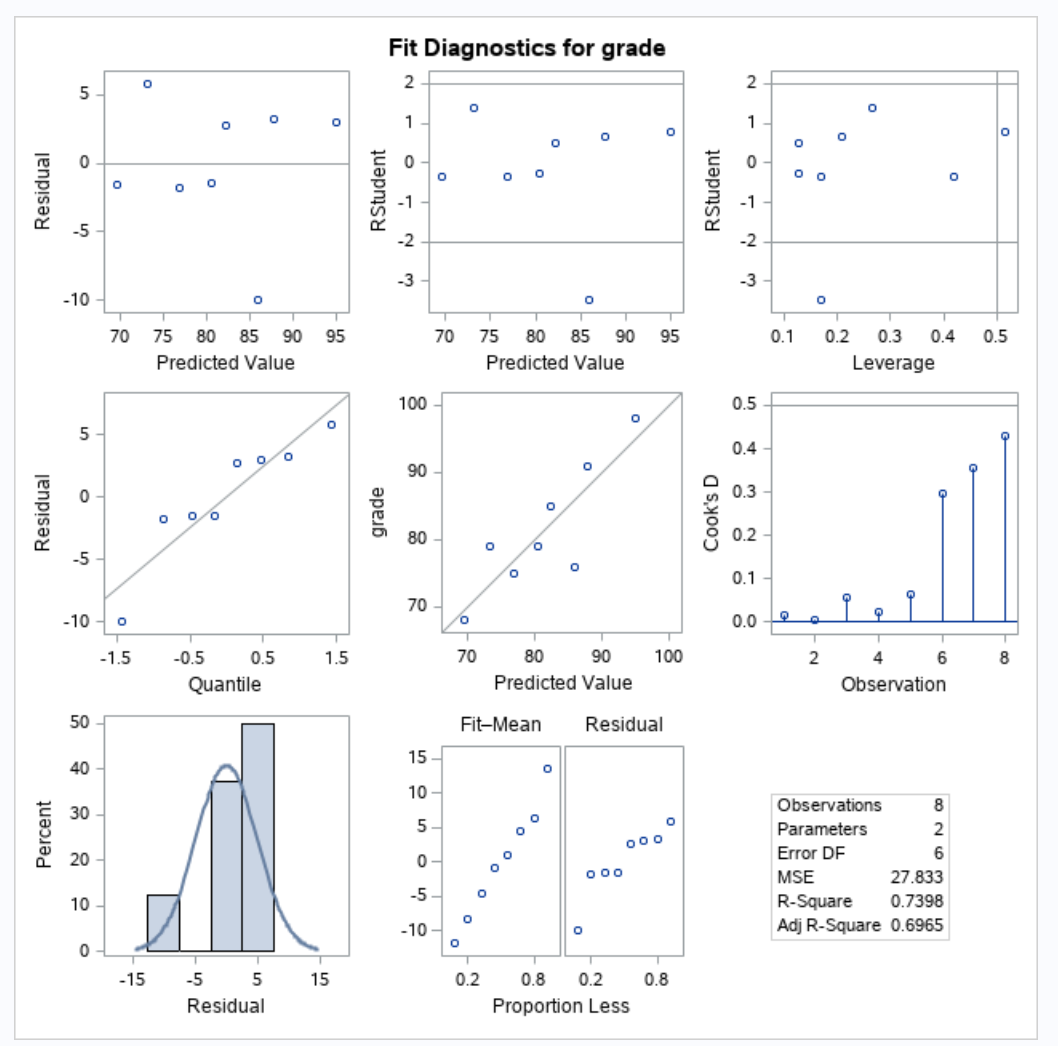 Fit Diagnostics for grade
5
0
-5
-10
Residual
70 75 80 85 90 95
Predicted Value
2
1
0
-1
-2
-3
RStudent
70 75 80 85 90 95
Predicted Value
2
1
0
-1
-2
-3
RStudent
0.1 0.2 0.3 0.4 0.5
Leverage
5
0
-5
-10
Residual
-1.5 -0.5 0.5 1.5
Quantile
100
90
80
70
grade
70 80 90 100
Predicted Value
0.5
0.4
0.3
0.2
0.1
0.0
Cook's D
2 4 6 8
Observation
50
40
30
20
10
0
Percent
-15 -5 5 15
Residual
Fit–Mean Residual
15
10
5
0
-5
-10
0.2 0.8 0.2 0.8
Proportion Less
Observations 8
Parameters 2
Error DF 6
MSE 27.833
R-Square 0.7398
Adj R-Square 0.6965